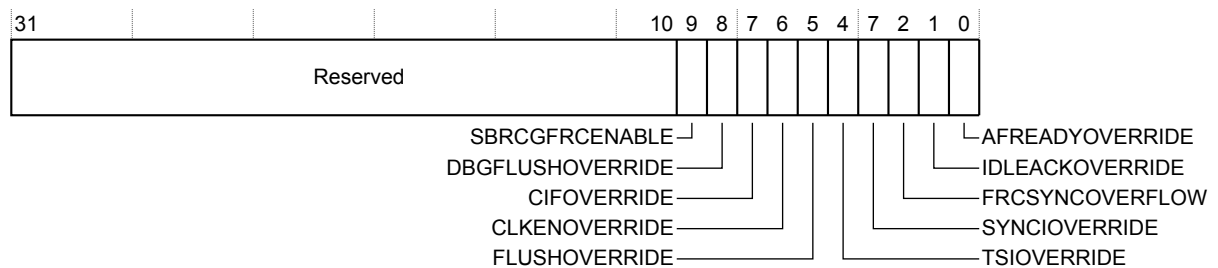 31 10 9 8 7 6 5 4 7 2 1 0
Reserved
SBRCGFRCENABLE AFREADYOVERRIDE
DBGFLUSHOVERRIDE IDLEACKOVERRIDE
CIFOVERRIDE FRCSYNCOVERFLOW
CLKENOVERRIDE SYNCIOVERRIDE
FLUSHOVERRIDE TSIOVERRIDE